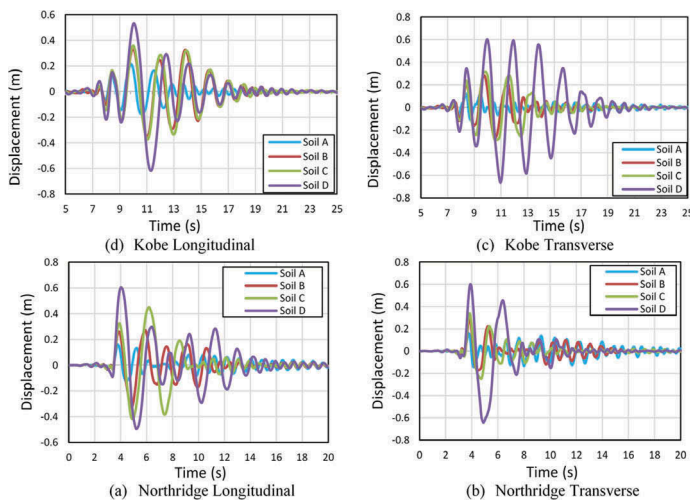 Displacement (m)
0.6
0.4
0.2
0
-0.2
-0.4
-0.6
-0.8
Soil A
Soil B
Soil C
Soil D
5 7 9 11 13 15 17 19 21 23 25
Time (s)
(d) Kobe Longitudinal
Displacement (m)
0.8
0.6
0.4
0.2
0
-0.2
-0.4
-0.6
-0.8
Soil A
Soil B
Soil C
Soil D
5 7 9 11 13 15 17 19 21 23 25
Time (s)
(c) Kobe Transverse
Displacement (m)
0.8
0.6
0.4
0.2
0
-0.2
-0.4
-0.6
Soil A
Soil B
Soil C
Soil D
0 2 4 6 8 10 12 14 16 18 20
Time (s)
(a) Northridge Longitudinal
Displacement (m)
0.8
0.6
0.4
0.2
0
-0.2
-0.4
-0.6
-0.8
Soil A
Soil B
Soil C
Soil D
0 2 4 6 8 10 12 14 16 18 20
Time (s)
(b) Northridge Transverse